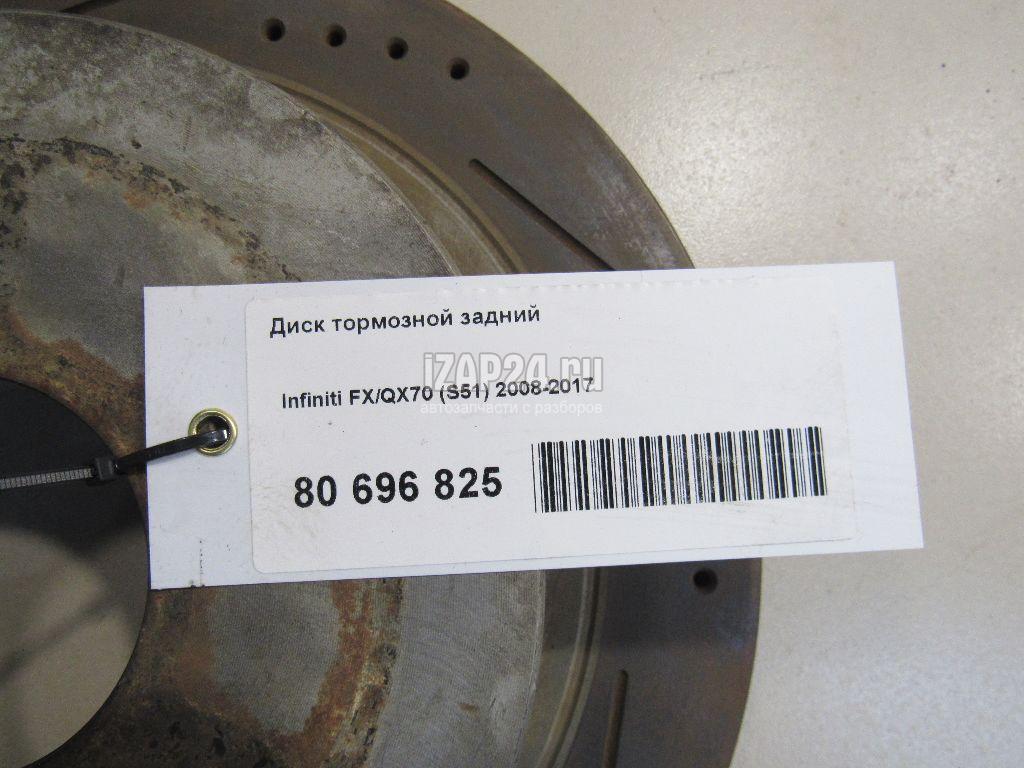 Диск тормозной задний
iZAP24.ru
Infiniti FX/QX70 (S51) 2008-2017
автозапчасти с разборов
80 696 825